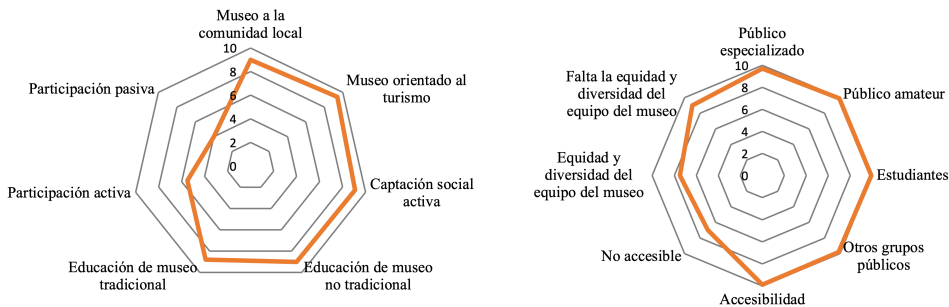 Museo a la
comunidad local
10
8
6
4
2
0
Museo orientado al
turismo
Captación social
activa
Educación de museo
no tradicional
Educación de museo
tradicional
Participación activa
Participación pasiva
Público
especializado
10
8
6
4
2
0
Público amateur
Estudiantes
Otros grupos
públicos
Accesibilidad
No accesible
Equidad y
diversidad del
equipo del museo
Falta la equidad y
diversidad del
equipo del museo